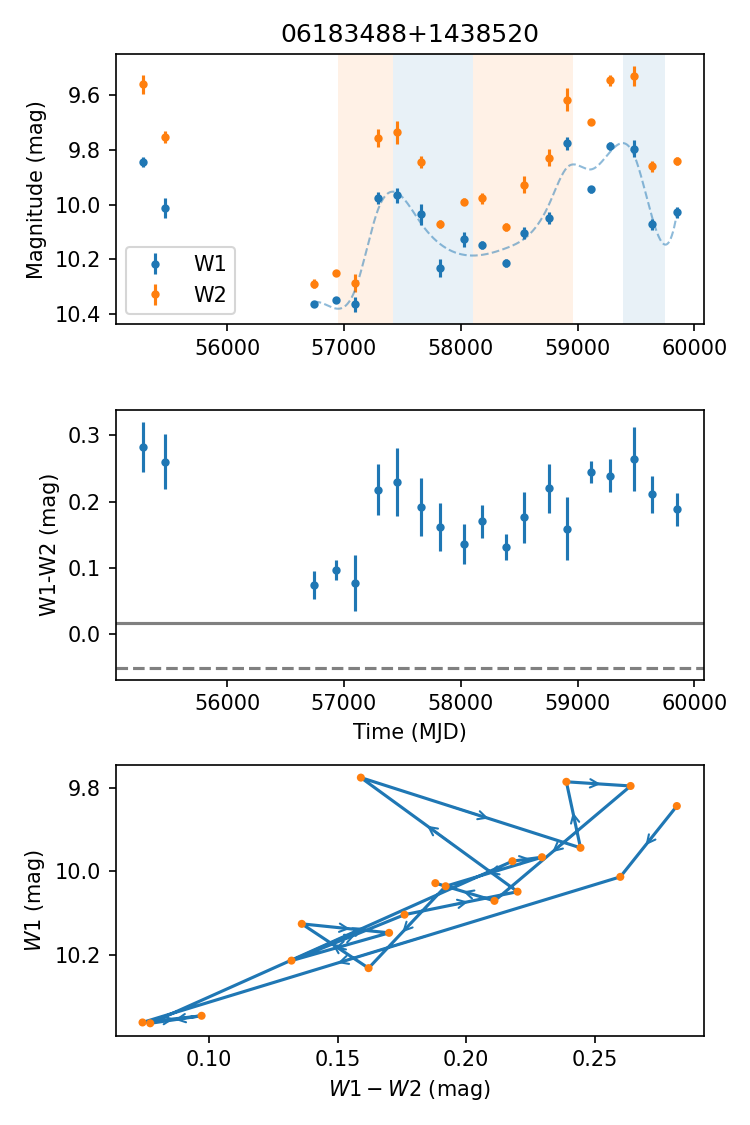 06183488+1438520
Magnitude (mag)
9.6
9.8
10.0
10.2
10.4
W1
W2
56000 57000 58000 59000 60000
W1-W2 (mag)
0.3
0.2
0.1
0.0
56000 57000 58000 59000 60000
Time (MJD)
W1 (mag)
9.8
10.0
10.2
0.10 0.15 0.20 0.25
W1 − W2 (mag)